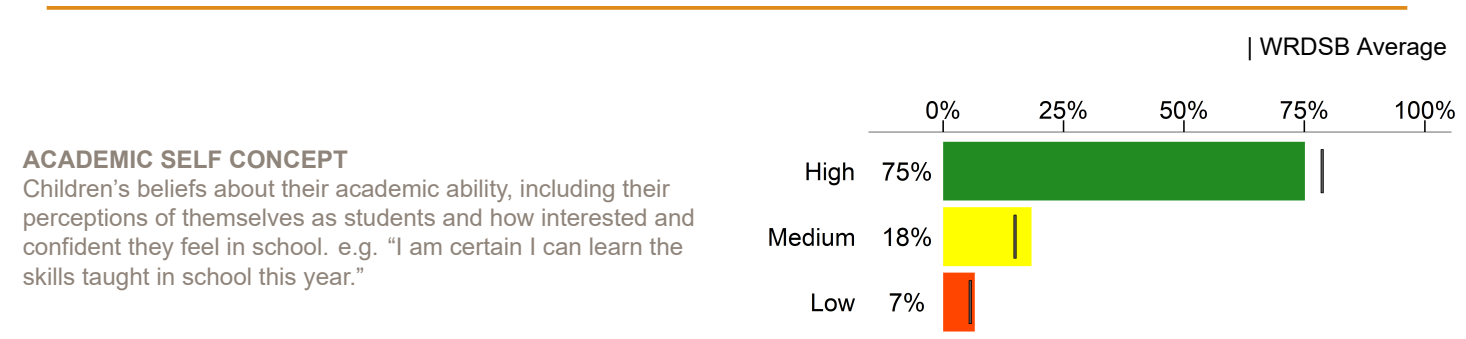 | WRDSB Average
0% 25% 50% 75% 100%
ACADEMIC SELF CONCEPT
Children’s beliefs about their academic ability, including their
perceptions of themselves as students and how interested and
confident they feel in school. e.g. “I am certain I can learn the
skills taught in school this year.”
High 75%
Medium 18%
Low 7%